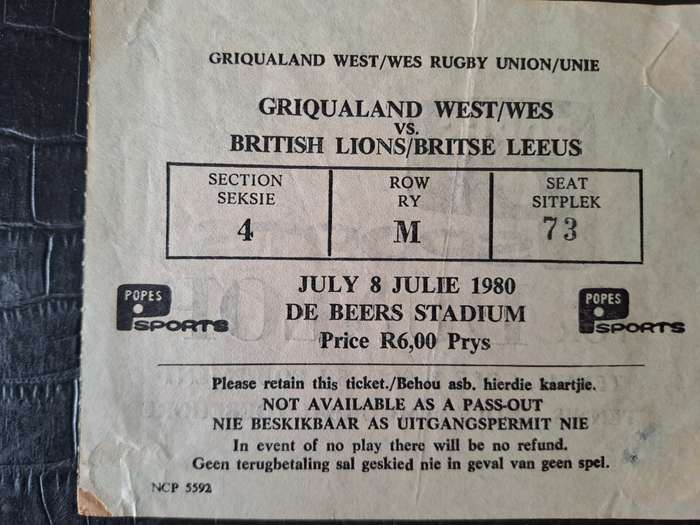 GRIQUALAND WEST/WES RUGBY UNION/UNIE
GRIQUALAND WEST/WES
VS.
BRITISH LIONS/BRITSE LEEUS
SECTION
SEKSIE
4
ROW
RY
M
SEAT
SITPLEK
73
JULY 8 JULIE 1980
DE BEERS STADIUM
Price R6,00 Prys
POPES
SPORTS
POPES
SPORTS
Please retain this ticket./Behou asb. hierdie kaartjie.
NOT AVAILABLE AS A PASS-OUT
NIE BESKIKBAAR AS UITGANGSPERMIT NIE
In event of no play there will be no refund.
Geen terugbetaling sal geskied nie in geval van geen spel.
NCP 5592